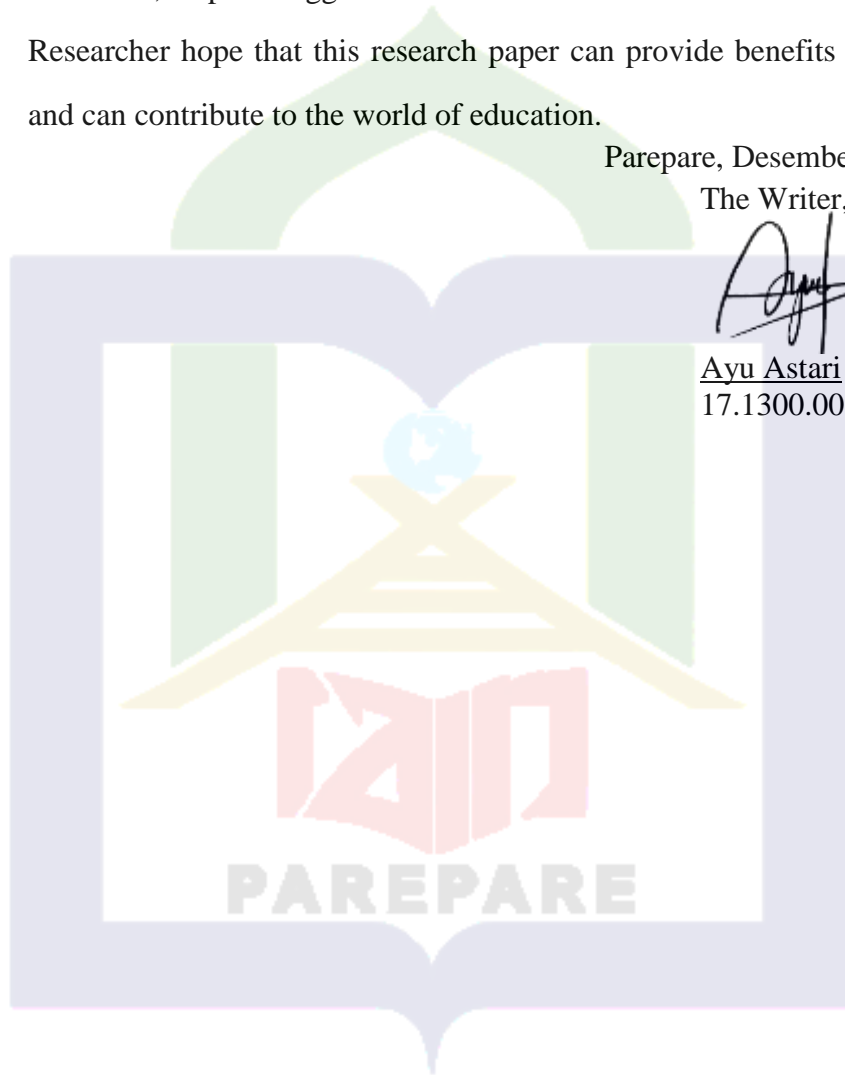 Researcher hope that this research paper can provide benefits
and can contribute to the world of education.
Parepare,
The Writer,
Ayu Astari
17.1300.00
iain
PAREPARE